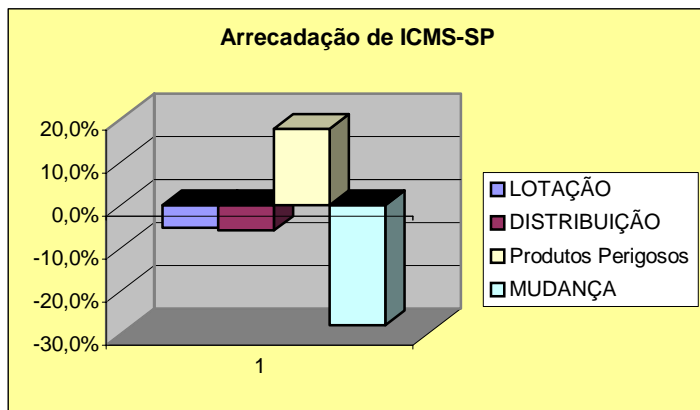 Arrecadação de ICMS-SP
20,0%
10,0%
0,0%
-10,0%
-20,0%
-30,0%
1
LOTAÇÃO
DISTRIBUIÇÃO
Produtos Perigosos
MUDANÇA